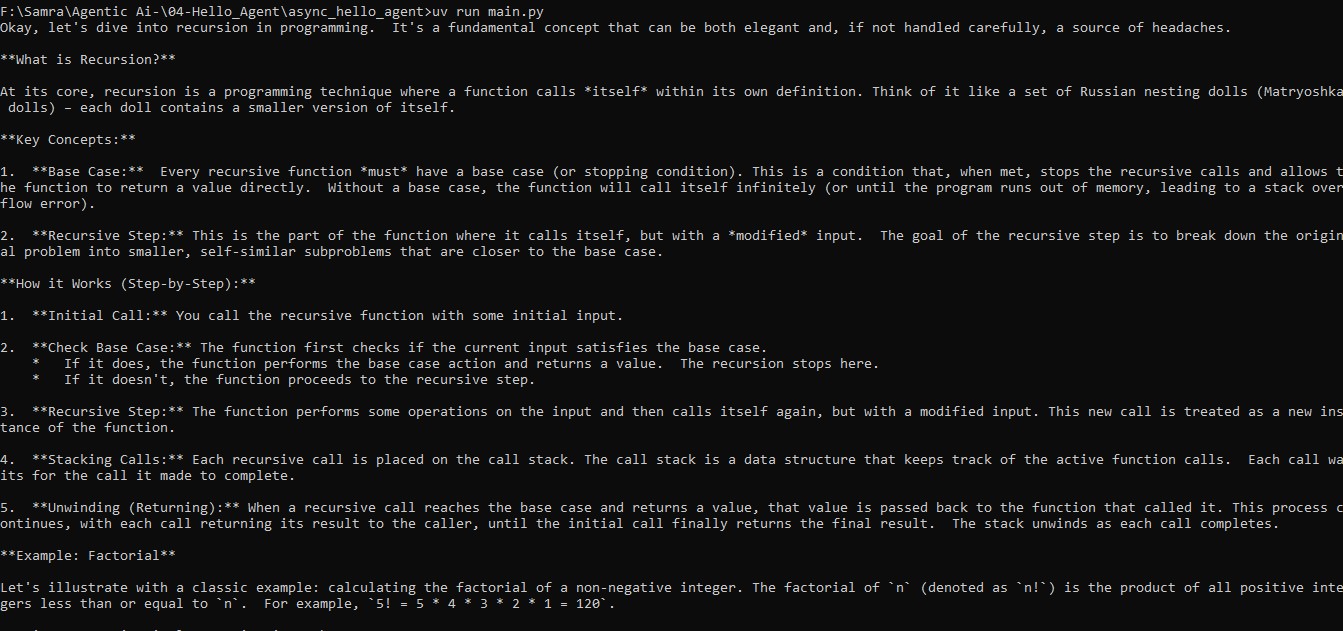 F:\Samra\Agentic Ai-\04-Hello_Agent\async_hello_agent>uv run main.py
Okay, let's dive into recursion in programming.  It's a fundamental concept that can be both elegant and, if not handled carefully, a source of headaches.
**What is Recursion?**
At its core, recursion is a programming technique where a function calls *itself* within its own definition. Think of it like a set of Russian nesting dolls (Matryoshka
 dolls) – each doll contains a smaller version of itself.
**Key Concepts:**
1.  **Base Case:**  Every recursive function *must* have a base case (or stopping condition). This is a condition that, when met, stops the recursive calls and allows t
he function to return a value directly.  Without a base case, the function will call itself infinitely (or until the program runs out of memory, leading to a stack over
flow error).
2.  **Recursive Step:** This is the part of the function where it calls itself, but with a *modified* input.  The goal of the recursive step is to break down the origin
al problem into smaller, self-similar subproblems that are closer to the base case.
**How it Works (Step-by-Step):**
1.  **Initial Call:** You call the recursive function with some initial input.
2.  **Check Base Case:** The function first checks if the current input satisfies the base case.
    *   If it does, the function performs the base case action and returns a value.  The recursion stops here.
    *   If it doesn't, the function proceeds to the recursive step.
3.  **Recursive Step:** The function performs some operations on the input and then calls itself again, but with a modified input. This new call is treated as a new ins
tance of the function.
4.  **Stacking Calls:** Each recursive call is placed on the call stack. The call stack is a data structure that keeps track of the active function calls.  Each call wa
its for the call it made to complete.
5.  **Unwinding (Returning):** When a recursive call reaches the base case and returns a value, that value is passed back to the function that called it. This process c
ontinues, with each call returning its result to the caller, until the initial call finally returns the final result.  The stack unwinds as each call completes.
**Example: Factorial**
Let's illustrate with a classic example: calculating the factorial of a non-negative integer. The factorial of `n` (denoted as `n!`) is the product of all positive inte
gers less than or equal to `n`.  For example, `5! = 5 * 4 * 3 * 2 * 1 = 120`.